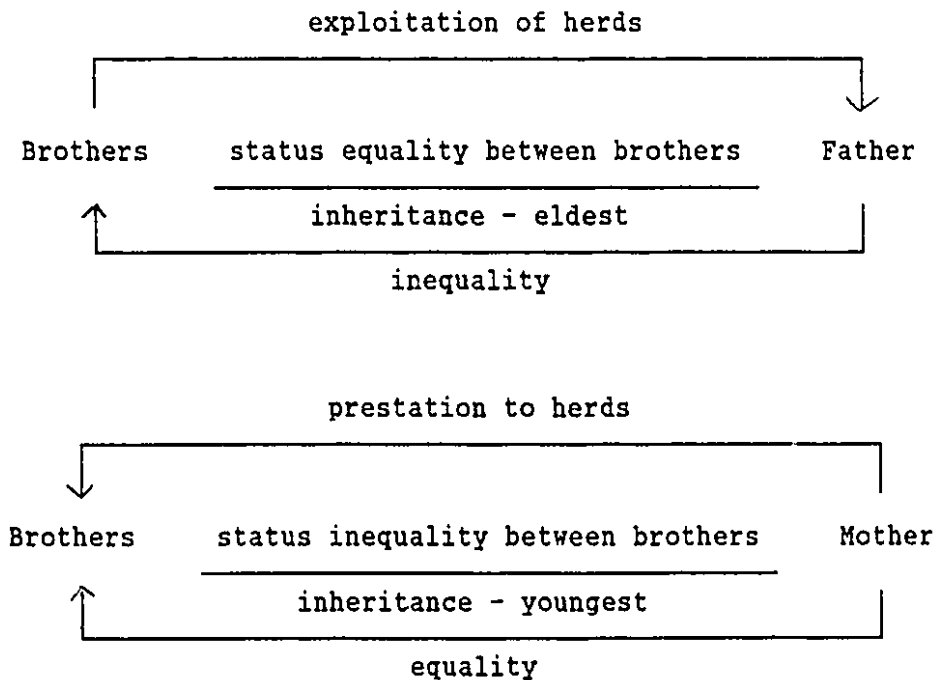 exploitation of herds
Brothers status equality between brothers Father
inheritance - eldest
inequality
prestation to herds
Brothers status inequality between brothers Mother
inheritance - youngest
equality